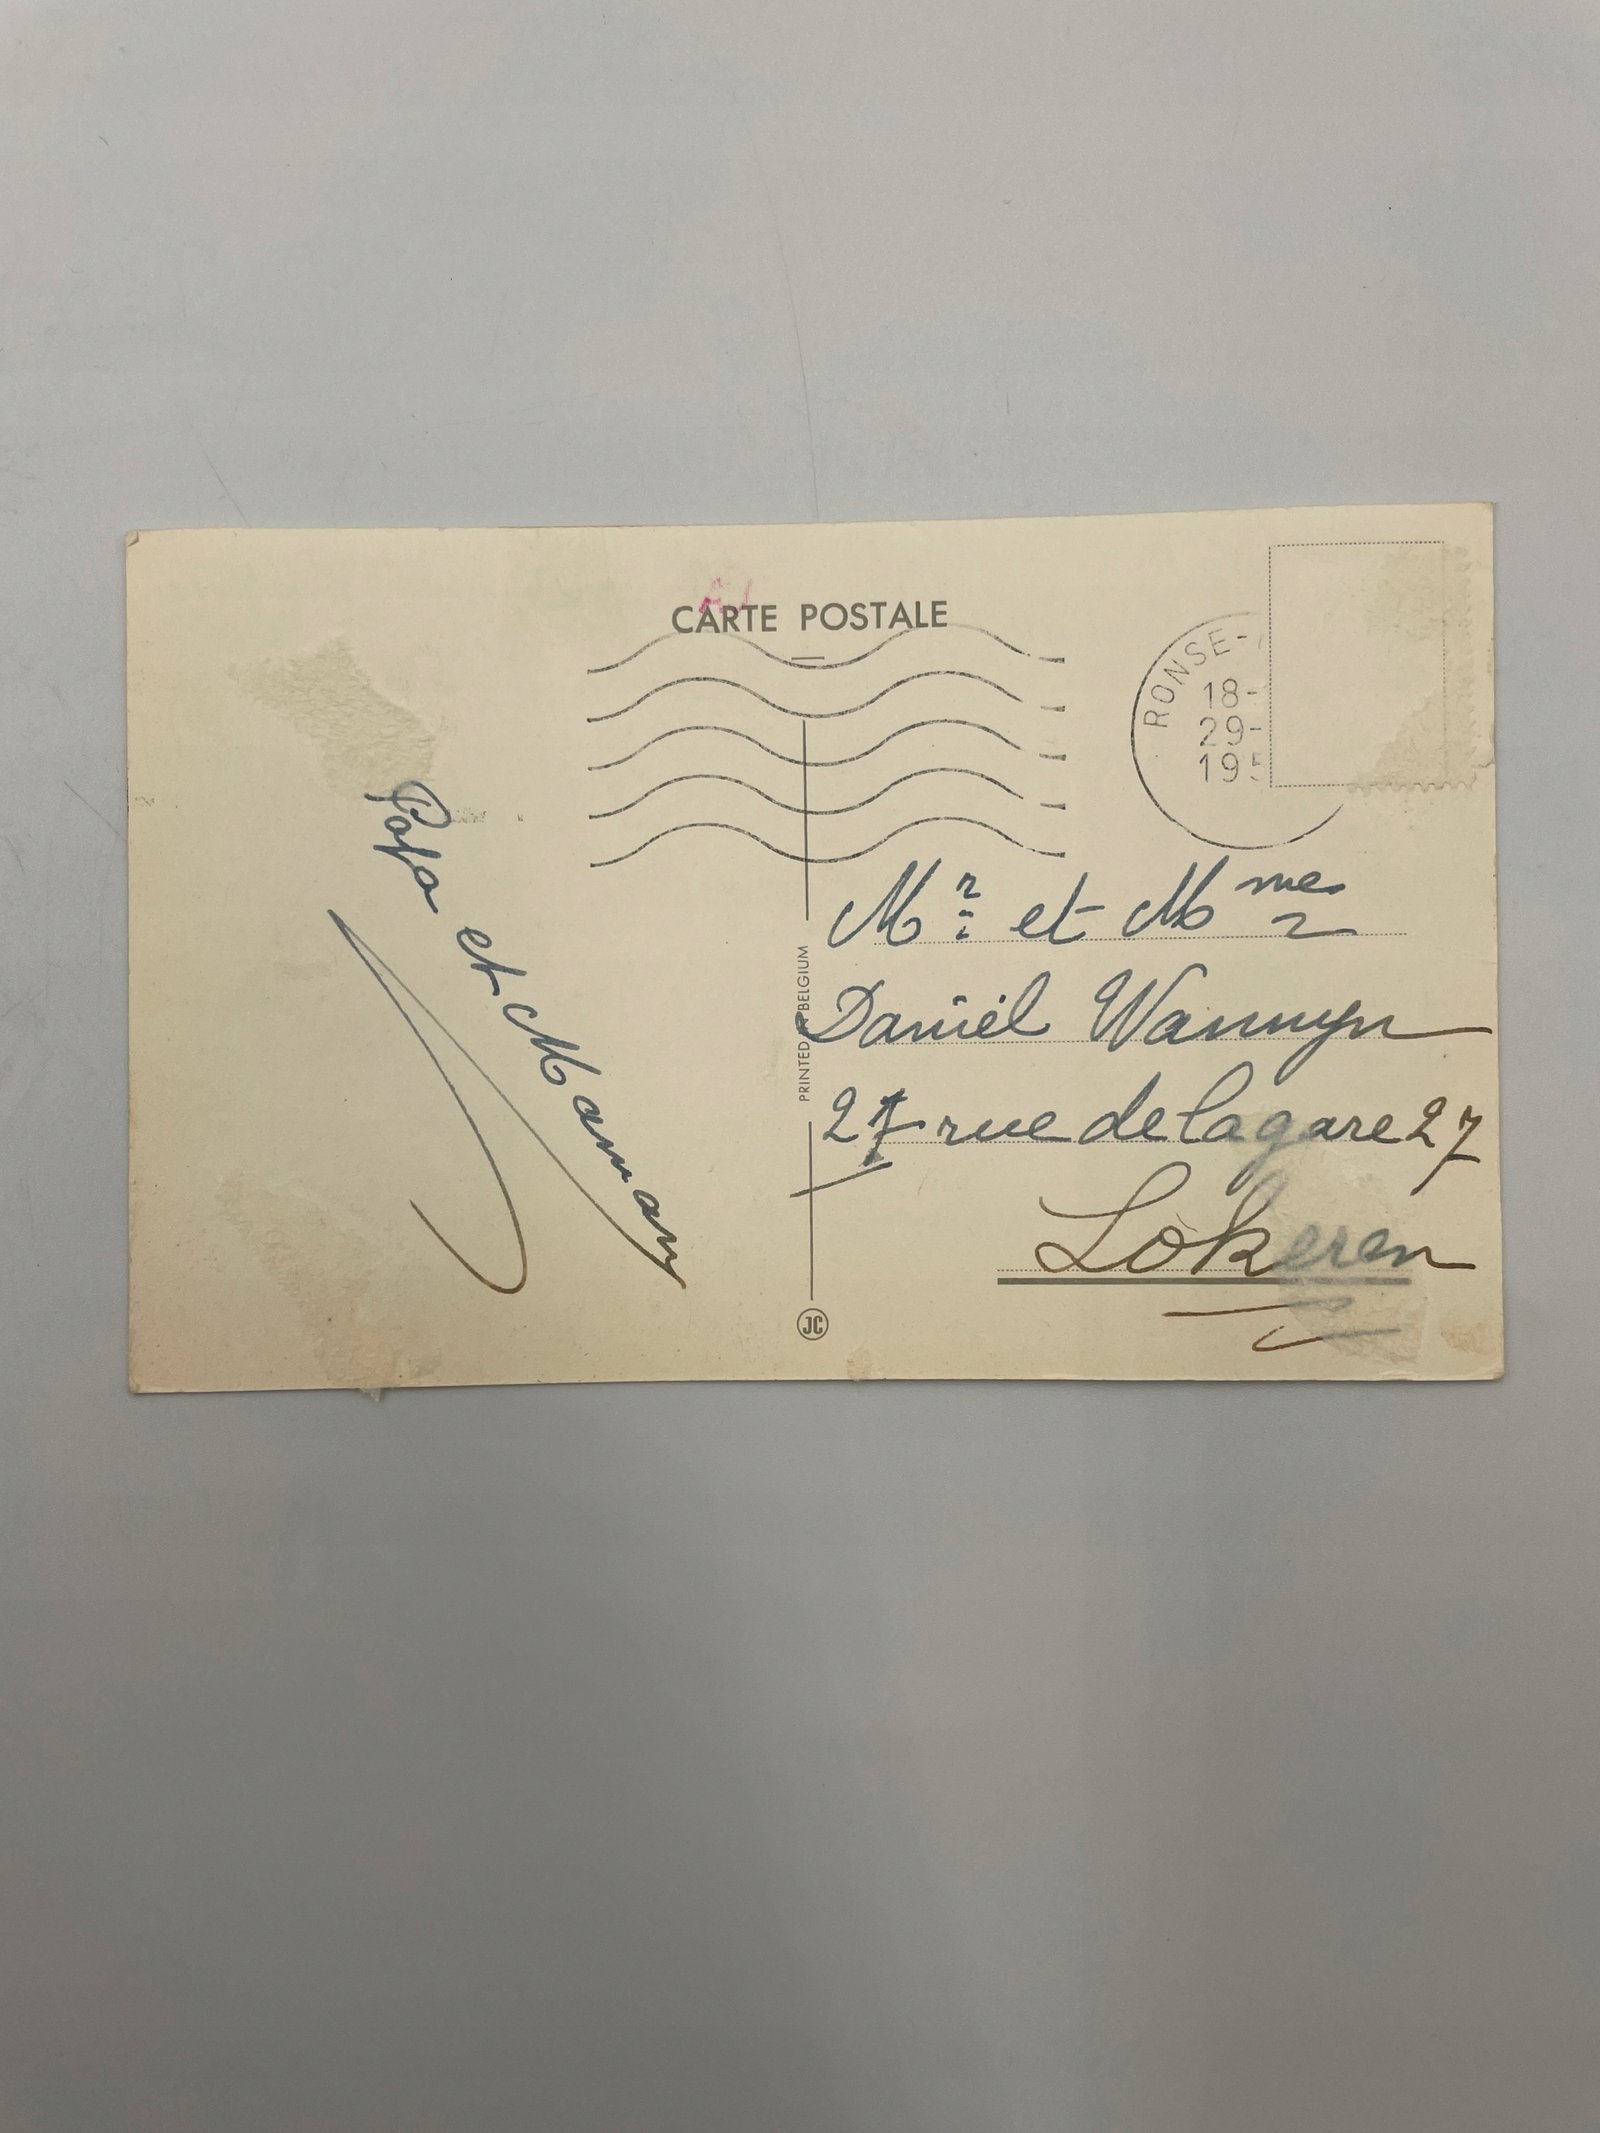 CARTE POSTALE
RONSE-
18-
29-
195
Papa et Maman
PRINTED IN BELGIUM
Mr et Mme
Daniël Wannyn
27 rue de la gare 27
Lokeren
JC